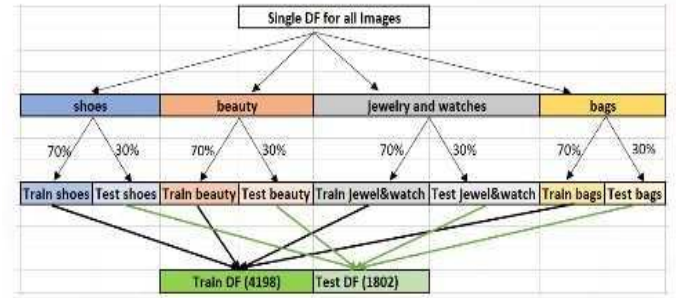 Single DF for all Images
shoes beauty Jewelry and watches bags
70% 30% 70% 30% 70% 30% 70% 30%
Train shoes Test shoes Train beauty Test beauty Train Jewel&watch Test Jewel&watch Train bags Test bags
Train DF (4198) Test DF (1802)